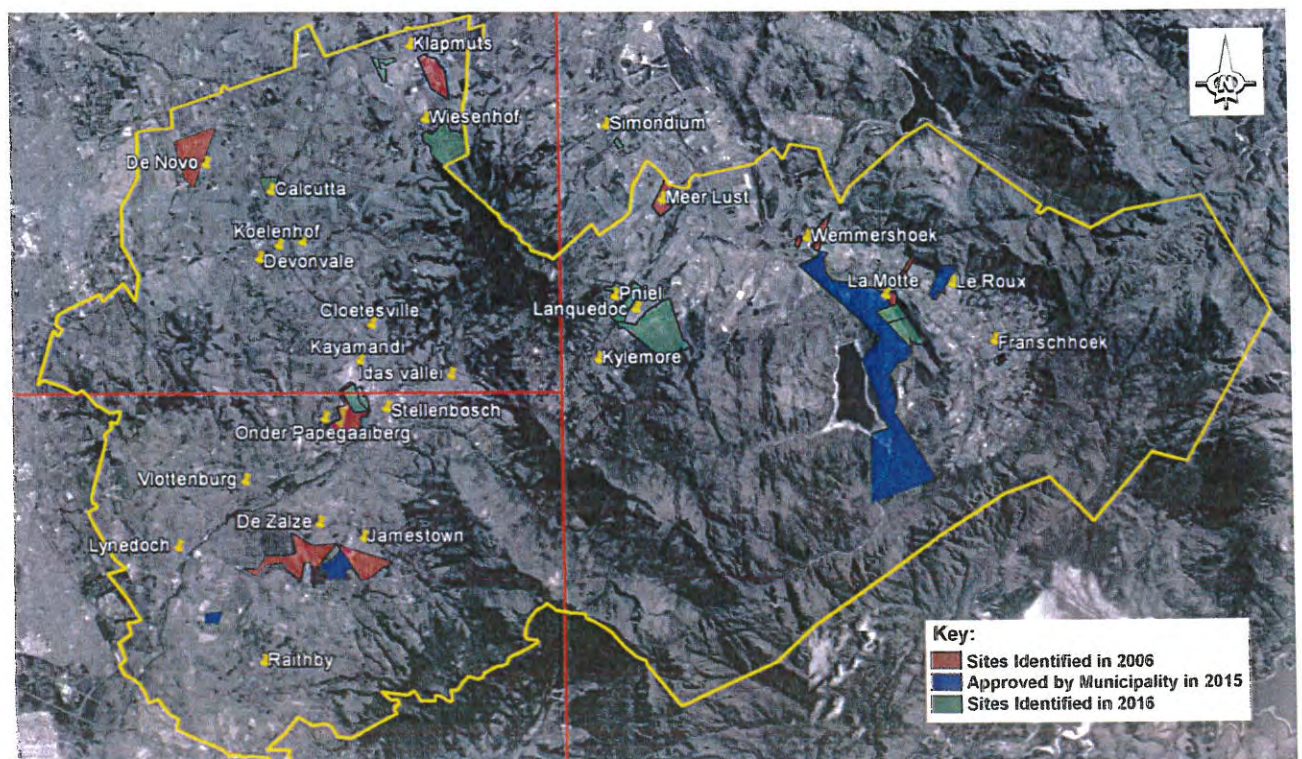 Klapmuts
Wiesenhof
Simondium
De Novo
Calcutta
Meer Lust
Koelenhof
Wemmershoek
Devonvale
La Motte
Le Roux
Pniel
Lanquedoc
Cloetesville
Franschhoek
Kayamandi
Kylemore
Idas vallei
Stellenbosch
Onder Papegaaiberg
Vlottenburg
De Zalze
Jamestown
Lynedoch
Raithby
Key:
Sites Identified in 2006
Approved by Municipality in 2015
Sites Identified in 2016